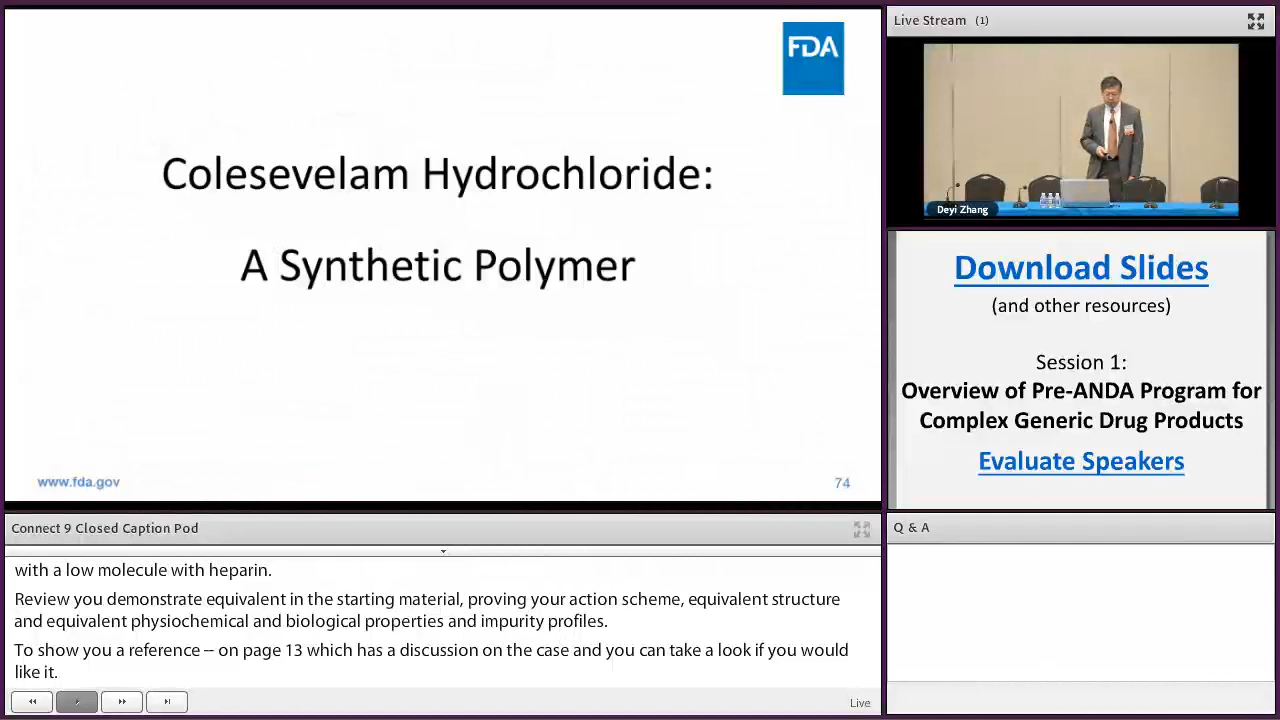 FDA
Colesevelam Hydrochloride:
A Synthetic Polymer
www.fda.gov
74
Live Stream (1)
Deyi Zhang
Download Slides
(and other resources)
Session 1:
Overview of Pre-ANDA Program for
Complex Generic Drug Products
Evaluate Speakers
Connect 9 Closed Caption Pod
with a low molecule with heparin.
Review you demonstrate equivalent in the starting material, proving your action scheme, equivalent structure
and equivalent physiochemical and biological properties and impurity profiles.
To show you a reference -- on page 13 which has a discussion on the case and you can take a look if you would
like it.
Live
Q & A